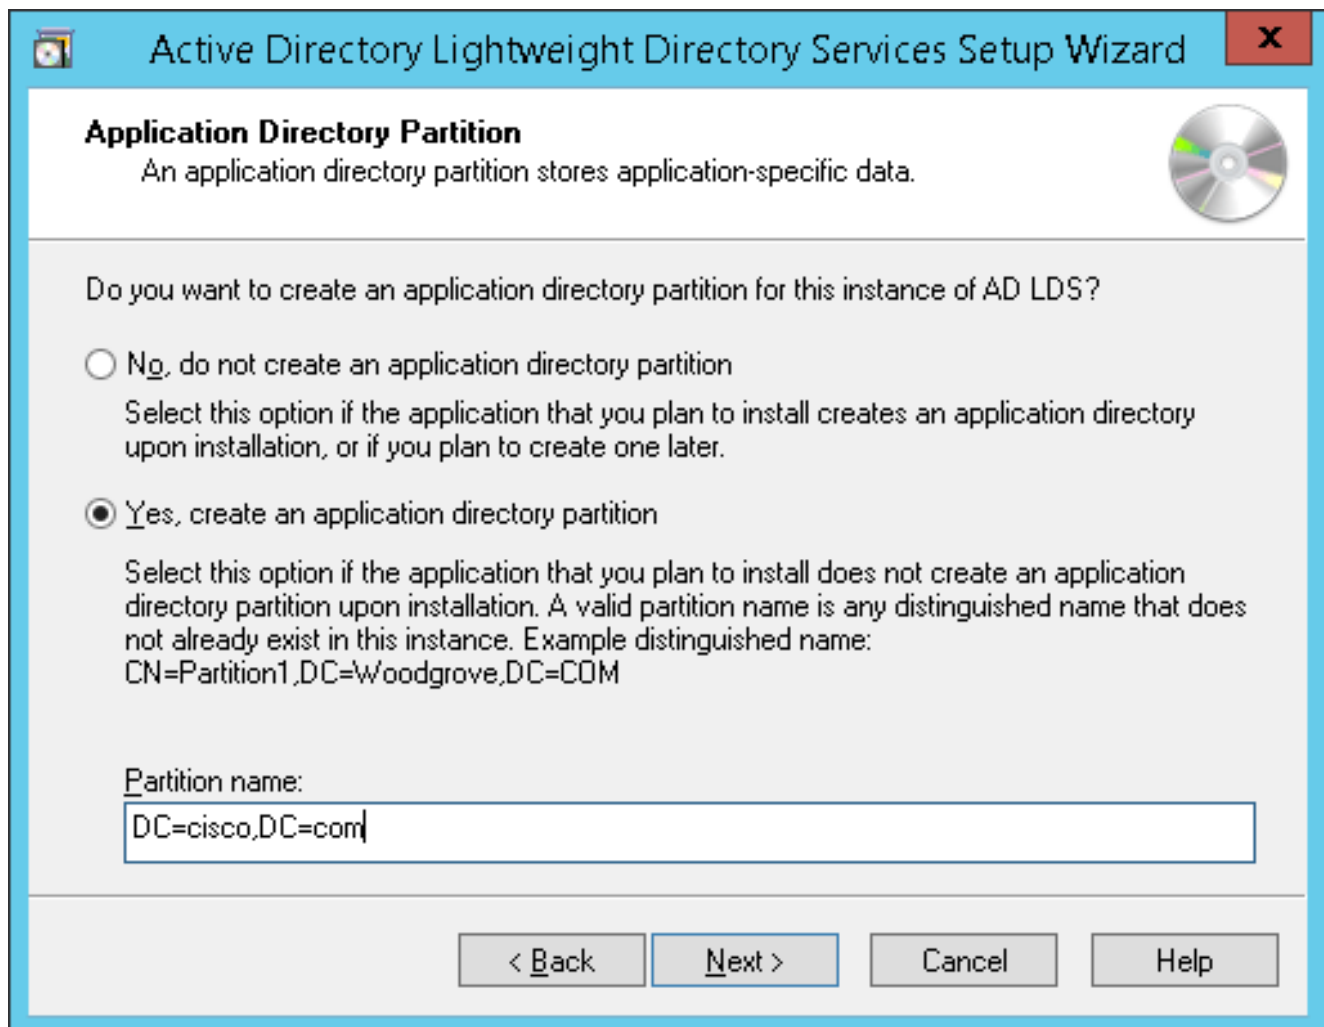 Active Directory Lightweight Directory Services Setup Wizard
x
Application Directory Partition
An application directory partition stores application-specific data.
Do you want to create an application directory partition for this instance of AD LDS?
No, do not create an application directory partition
Select this option if the application that you plan to install creates an application directory
upon installation, or if you plan to create one later.
Yes, create an application directory partition
Select this option if the application that you plan to install does not create an application
directory partition upon installation. A valid partition name is any distinguished name that does
not already exist in this instance. Example distinguished name:
CN=Partition1,DC=Woodgrove,DC=COM
Partition name:
DC=cisco,DC=com
< Back Next > Cancel Help